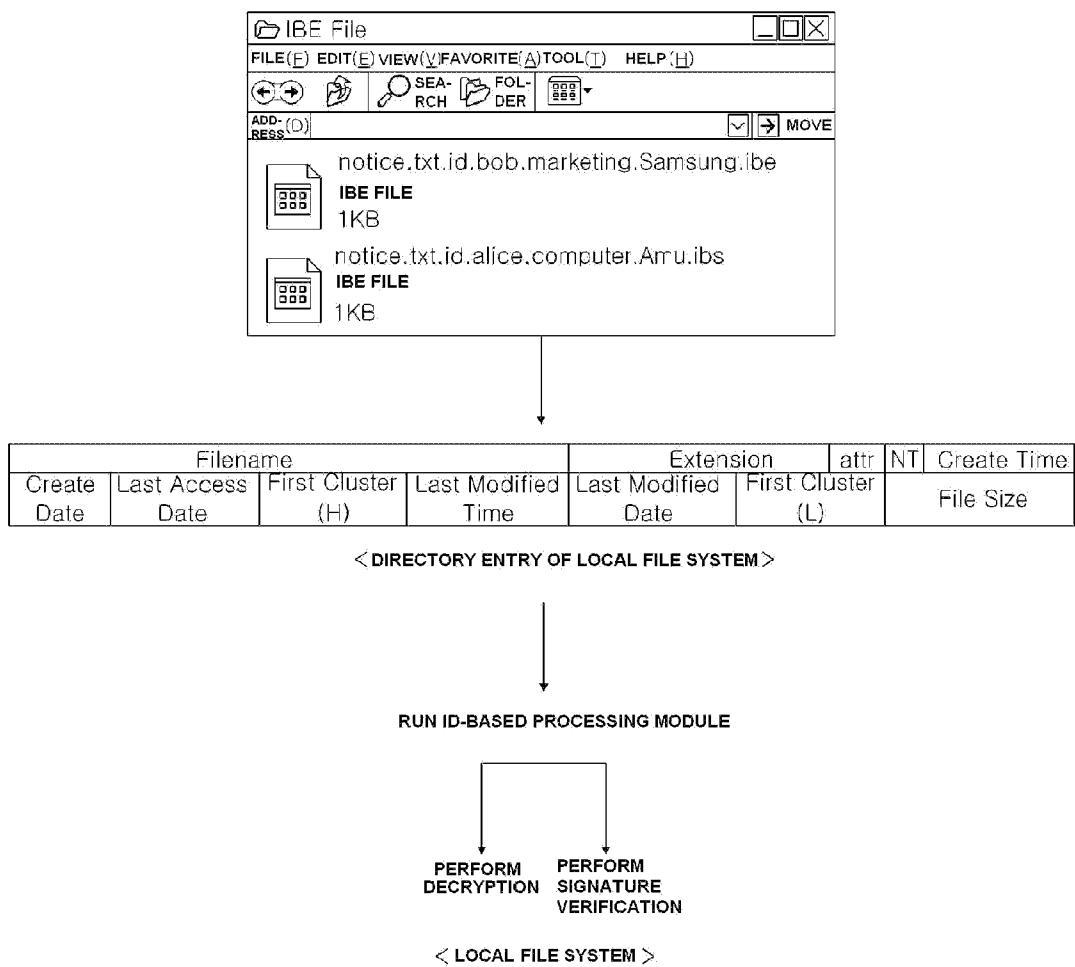 IBE File
FILE(F) EDIT(E) VIEW(V)FAVORITE(A)TOOL(T) HELP(H)
SEA-
RCH
FOL-
DER
ADD-
RESS(D)
MOVE
notice.txt.id.bob.marketing.Samsung.ibe
IBE FILE
1KB
notice.txt.id.alice.computer.Amu.ibs
IBE FILE
1KB
Filename Extension attr NT Create Time
Create
Date
Last Access
Date
First Cluster
(H)
Last Modified
Time
Last Modified
Date
First Cluster
(L)
File Size
<DIRECTORY ENTRY OF LOCAL FILE SYSTEM>
RUN ID-BASED PROCESSING MODULE
PERFORM
DECRYPTION
PERFORM
SIGNATURE
VERIFICATION
< LOCAL FILE SYSTEM >